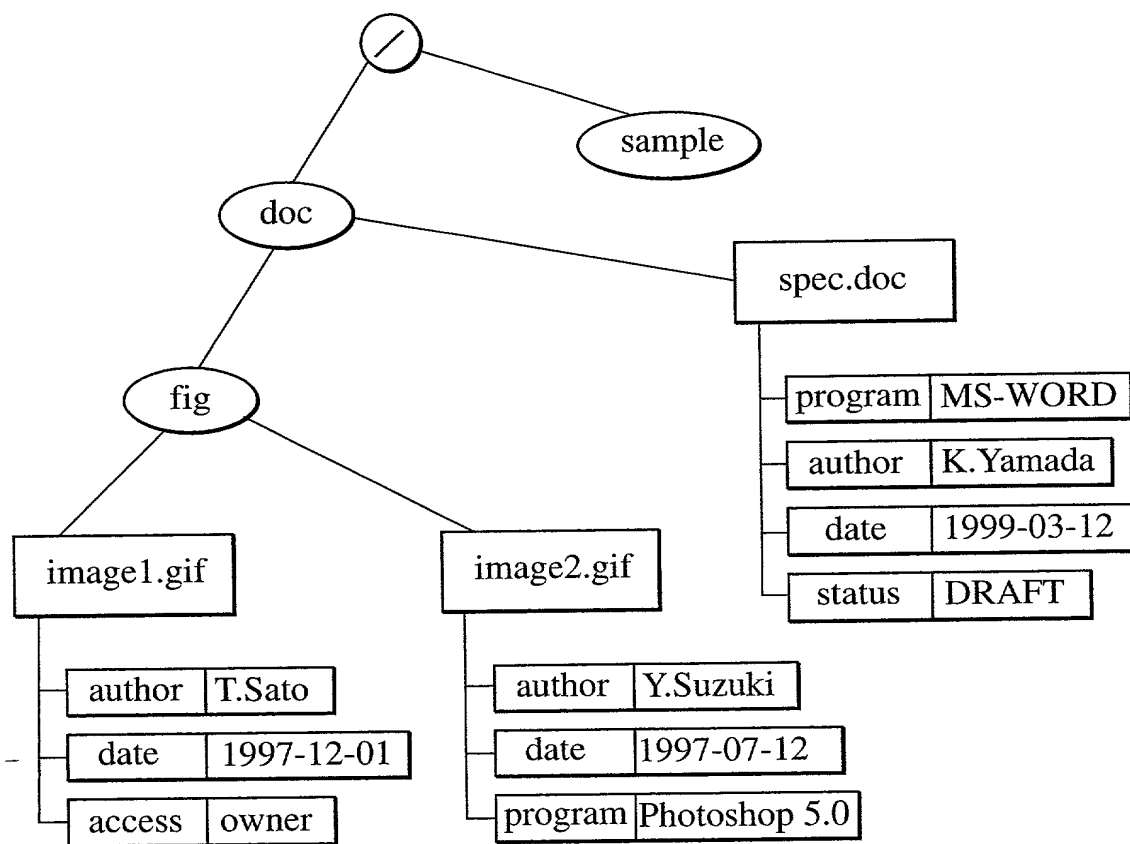 /
sample
doc
spec.doc
fig
program MS-WORD
author K.Yamada
date 1999-03-12
status DRAFT
image1.gif
author T.Sato
date 1997-12-01
access owner
image2.gif
author Y.Suzuki
date 1997-07-12
program Photoshop 5.0